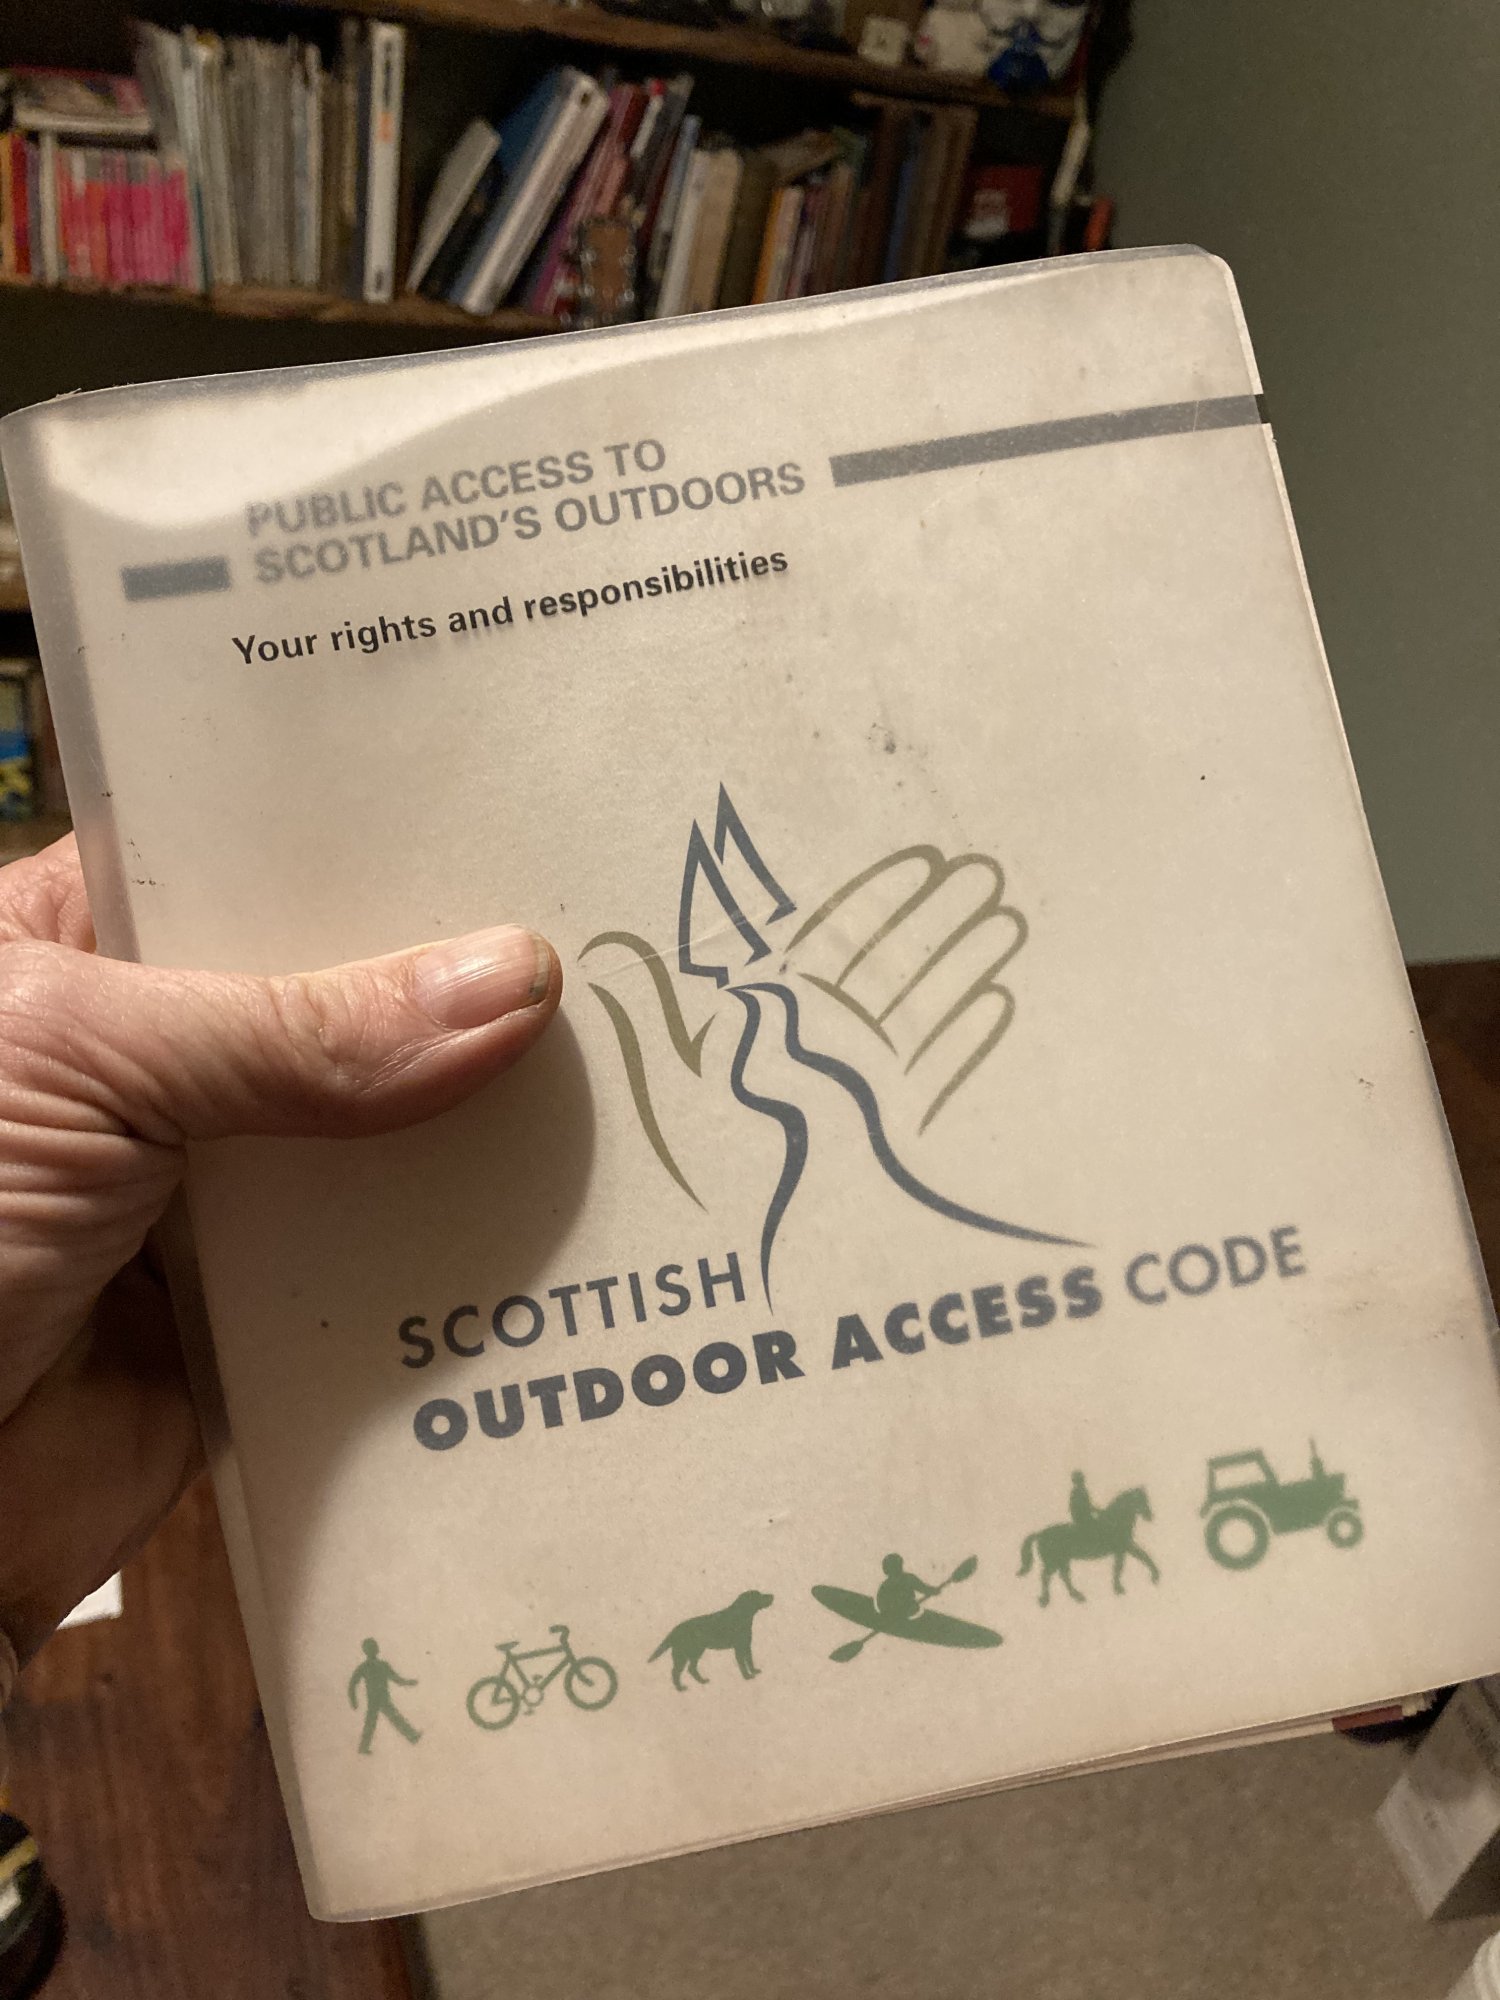 PUBLIC ACCESS TO
SCOTLAND'S OUTDOORS
Your rights and responsibilities
SCOTTISH
OUTDOOR ACCESS CODE